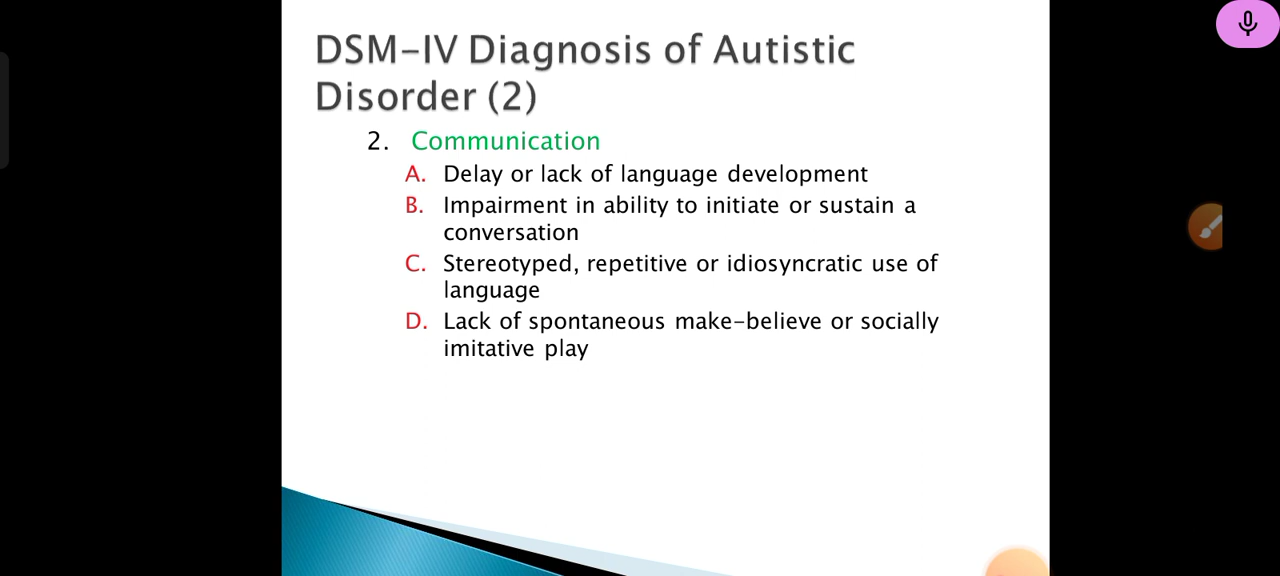 DSM-IV Diagnosis of Autistic
Disorder (2)
2. Communication
A. Delay or lack of language development
B. Impairment in ability to initiate or sustain a
conversation
C. Stereotyped, repetitive or idiosyncratic use of
language
D. Lack of spontaneous make-believe or socially
imitative play